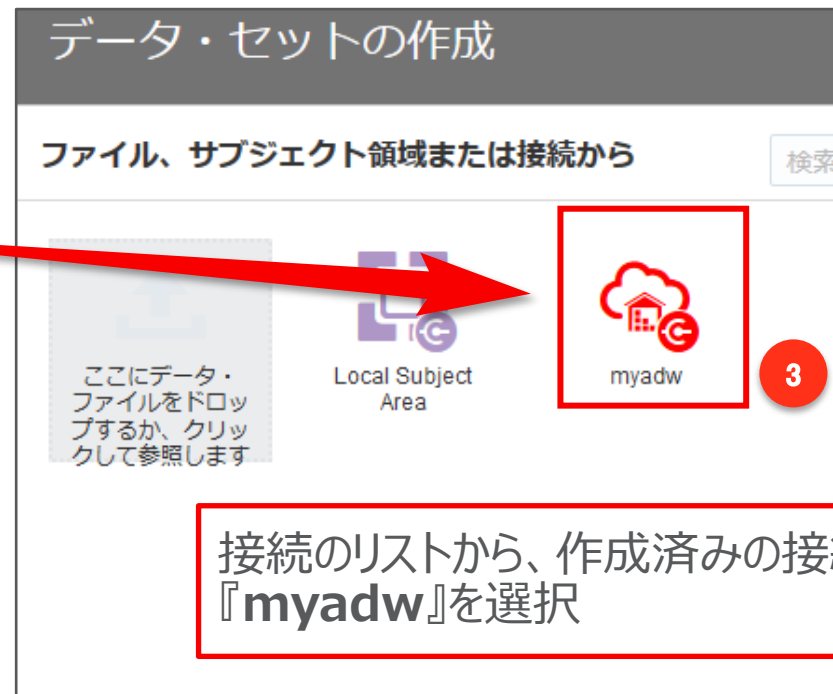 データ・セットの作成
ファイル、サブジェクト領域または接続から
検索
ここにデータ・
ファイルをドロッ
プするか、クリッ
クして参照します
Local Subject
Area
myadw
3
接続のリストから、作成済みの接
『myadw』を選択